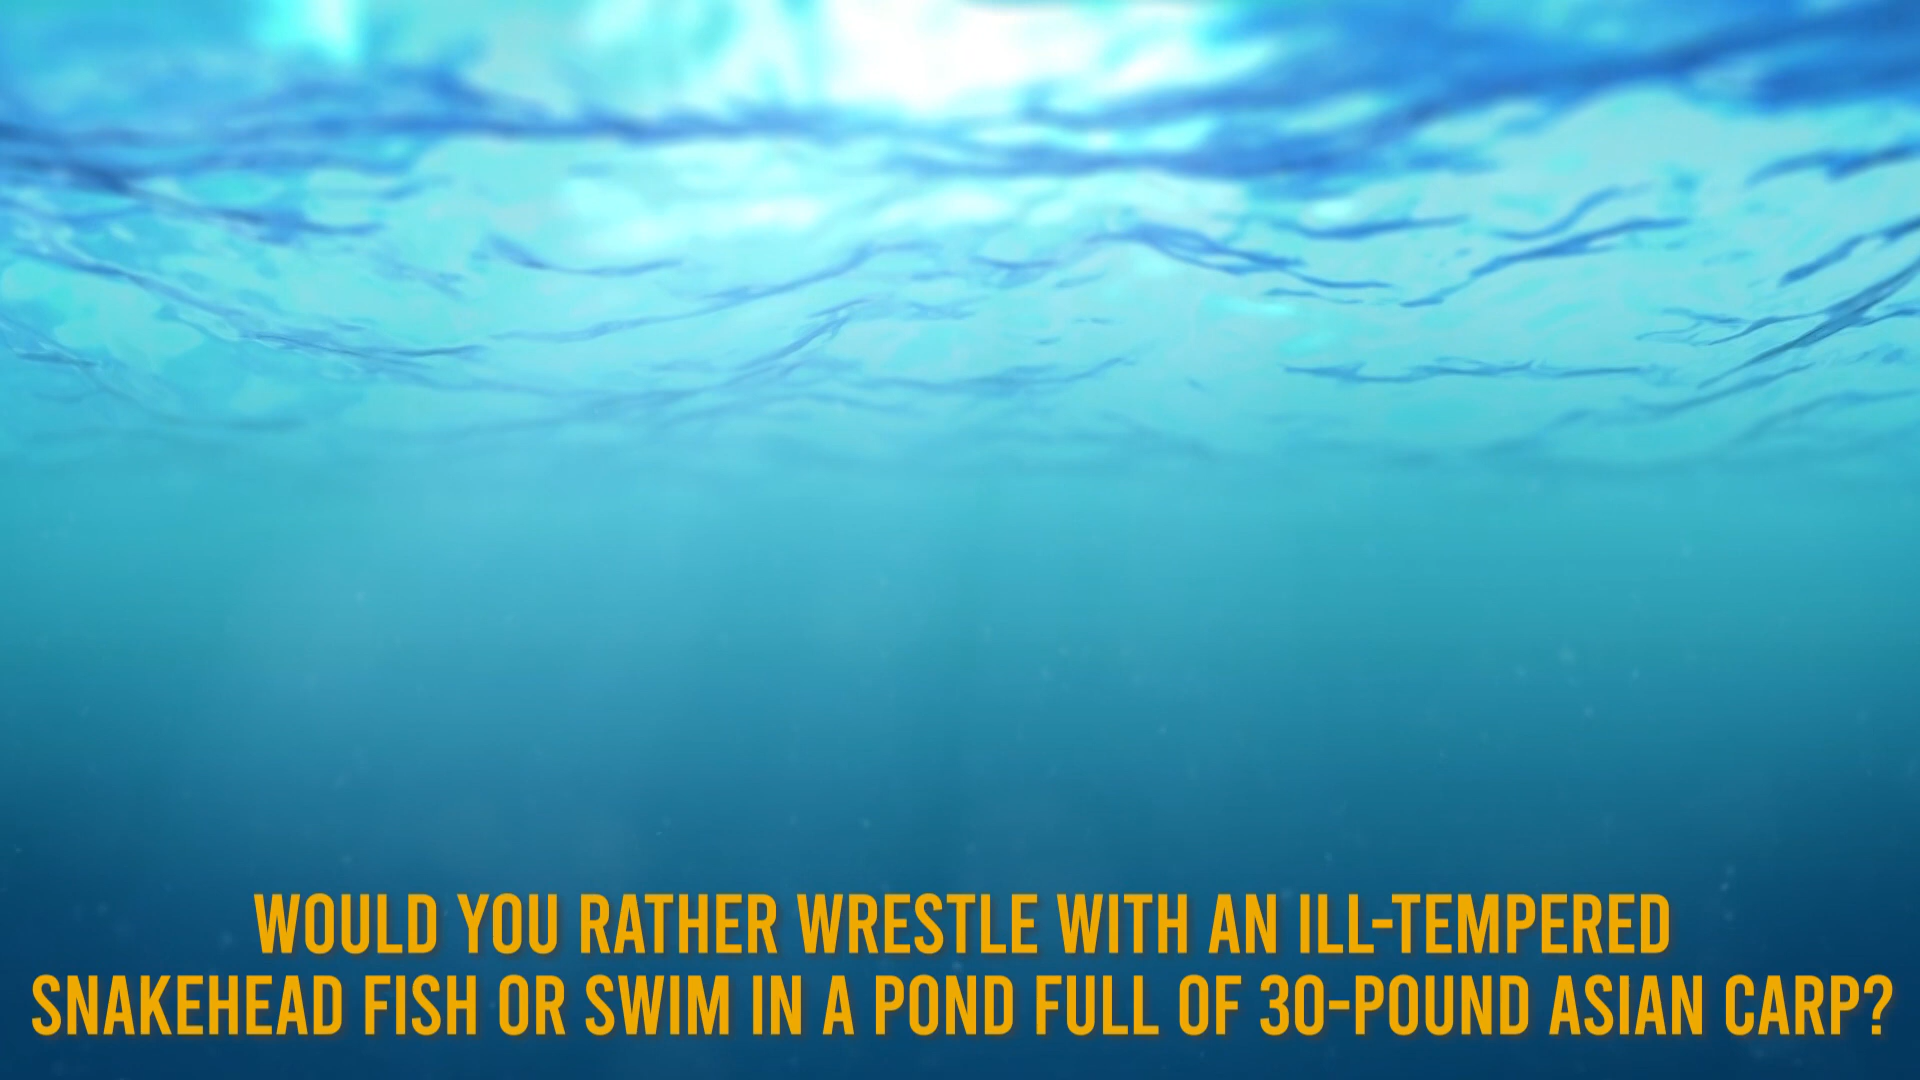 WOULD YOU RATHER WRESTLE WITH AN ILL-TEMPERED
SNAKEHEAD FISH OR SWIM IN A POND FULL OF 30-POUND ASIAN CARP?